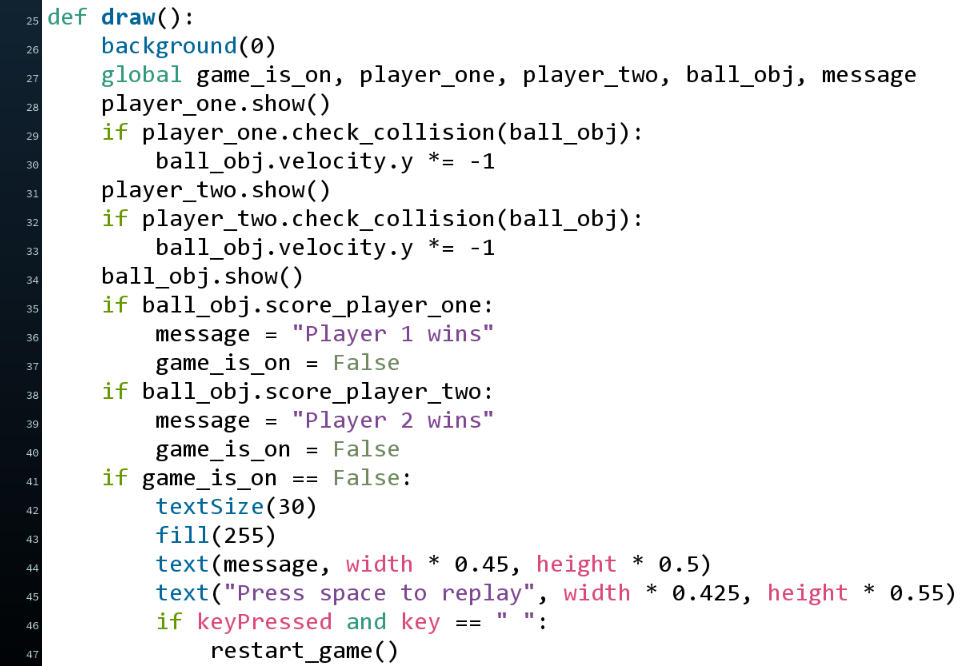 25 def draw():
26     background(0)
27     global game_is_on, player_one, player_two, ball_obj, message
28     player_one.show()
29     if player_one.check_collision(ball_obj):
30         ball_obj.velocity.y *= -1
31     player_two.show()
32     if player_two.check_collision(ball_obj):
33         ball_obj.velocity.y *= -1
34     ball_obj.show()
35     if ball_obj.score_player_one:
36         message = "Player 1 wins"
37         game_is_on = False
38     if ball_obj.score_player_two:
39         message = "Player 2 wins"
40         game_is_on = False
41     if game_is_on == False:
42         textSize(30)
43         fill(255)
44         text(message, width * 0.45, height * 0.5)
45         text("Press space to replay", width * 0.425, height * 0.55)
46         if keyPressed and key == " ":
47             restart_game()